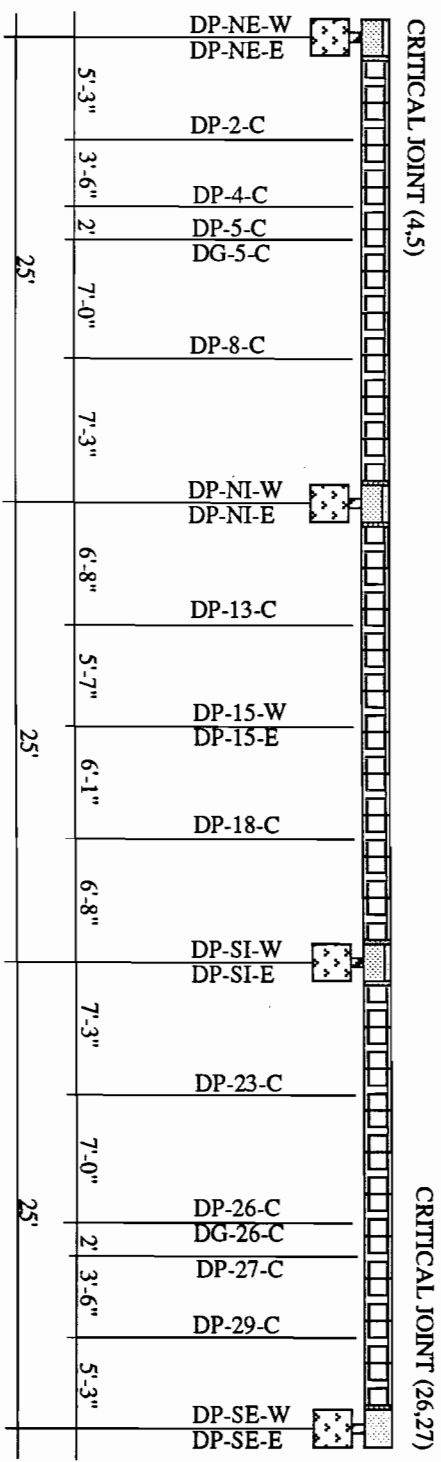 CRITICAL JOINT (4,5)
DP-NE-W
DP-NE-E
5'-3"
DP-2-C
3'-6"
DP-4-C
2'
DP-5-C
DG-5-C
25'
7'-0"
DP-8-C
7'-3"
DP-NI-W
DP-NI-E
6'-8"
DP-13-C
5'-7"
DP-15-W
DP-15-E
25'
6'-1"
DP-18-C
6'-8"
DP-SI-W
DP-SI-E
7'-3"
DP-23-C
7'-0"
DP-26-C
DG-26-C
25'
2'
DP-27-C
3'-6"
DP-29-C
5'-3"
DP-SE-W
DP-SE-E
CRITICAL JOINT (26,27)